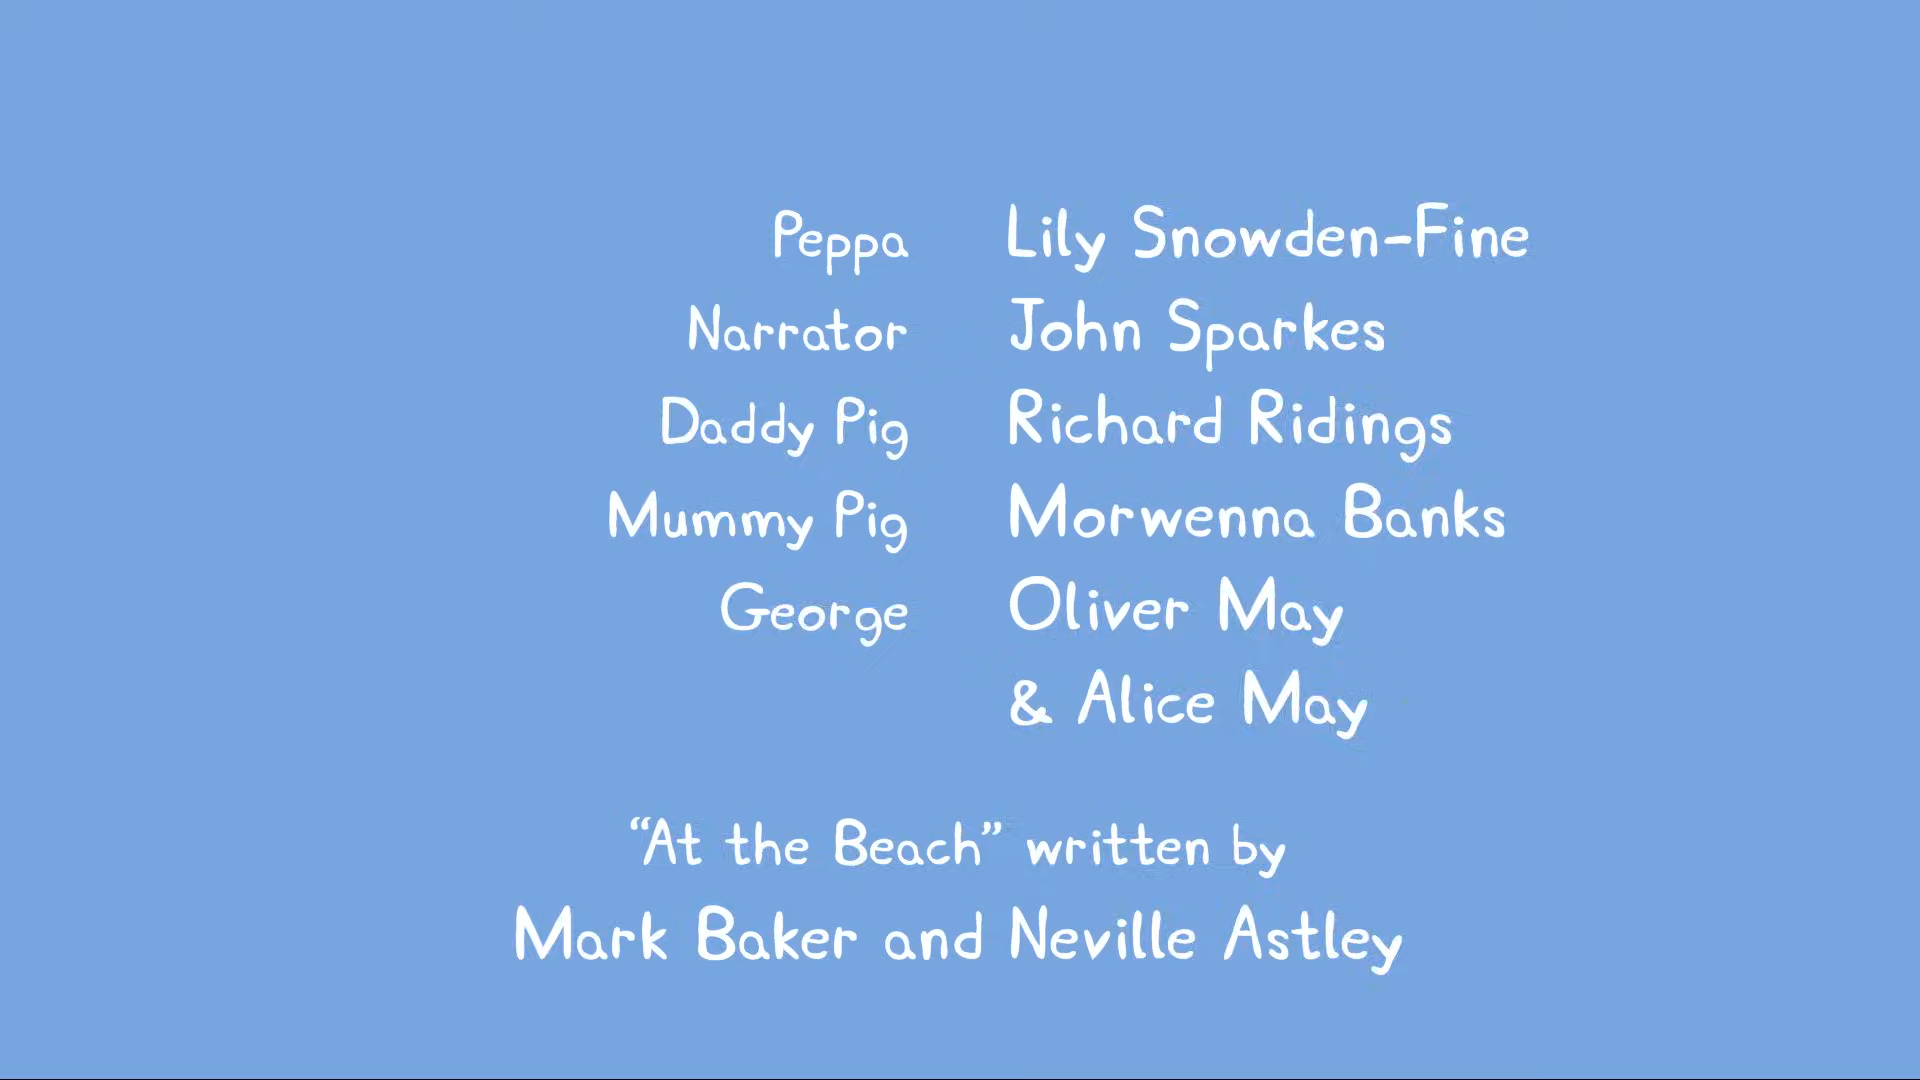 Peppa Lily Snowden-Fine
Narrator John Sparkes
Daddy Pig Richard Ridings
Mummy Pig Morwenna Banks
George Oliver May
& Alice May
“At the Beach” written by
Mark Baker and Neville Astley